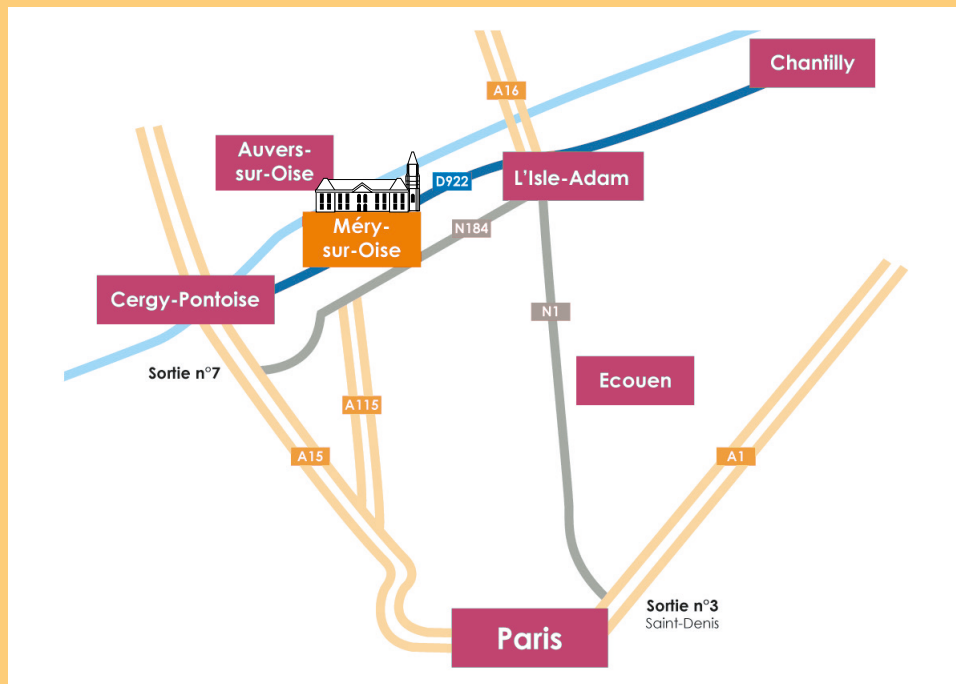 Chantilly
A16
Auvers-
sur-Oise
L'Isle-Adam
D922
Méry-
sur-Oise
N184
Cergy-Pontoise
N1
Sortie n°7
Ecouen
A115
A15
A1
Sortie n°3
Saint-Denis
Paris